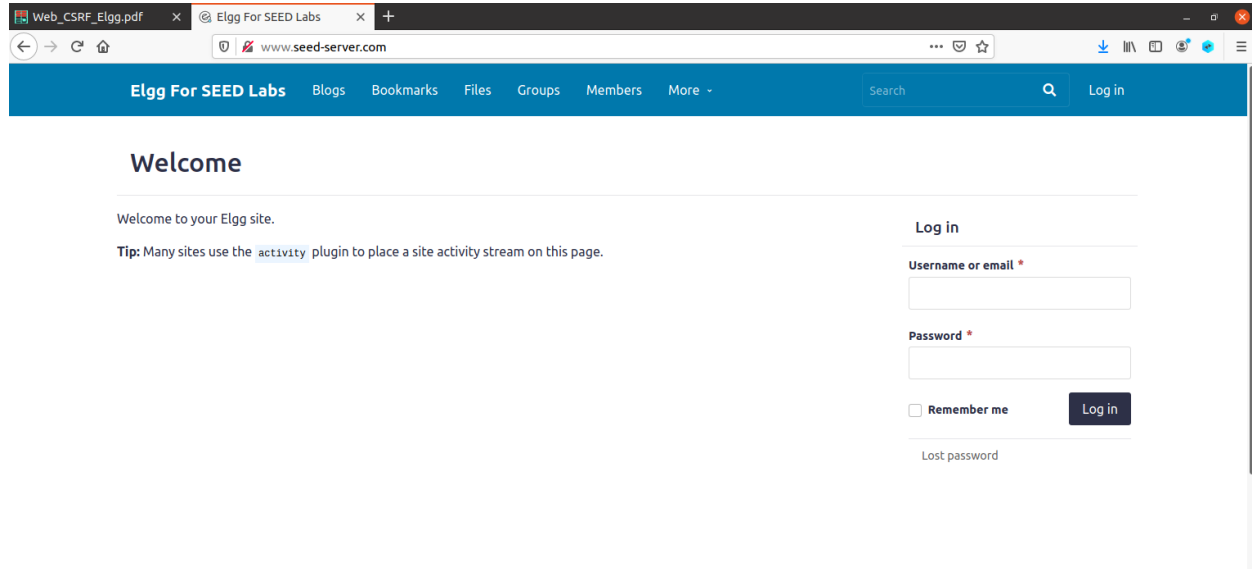 Web_CSRF_Elgg.pdf Elgg For SEED Labs
www.seed-server.com
Elgg For SEED Labs Blogs Bookmarks Files Groups Members More Search Log in
Welcome
Welcome to your Elgg site.
Tip: Many sites use the activity plugin to place a site activity stream on this page.
Log in
Username or email *
Password *
Remember me Log in
Lost password